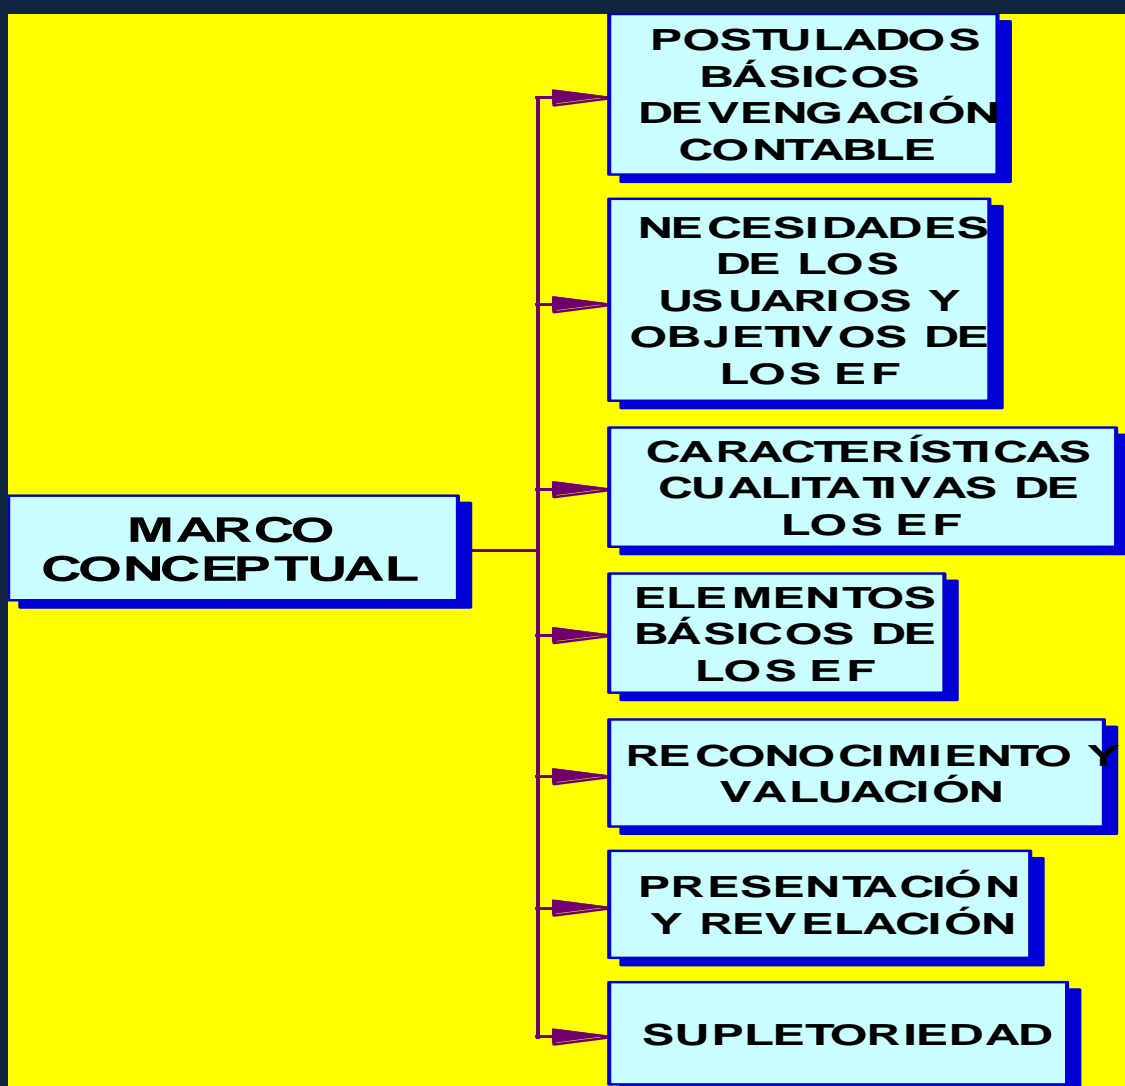 POSTULADOS
BÁSICOS
DEVENGACIÓN
CONTABLE
NECESIDADES
DE LOS
USUARIOS Y
OBJETIVOS DE
LOS EF
CARACTERÍSTICAS
CUALITATIVAS DE
LOS EF
MARCO
CONCEPTUAL
ELEMENTOS
BÁSICOS DE
LOS EF
RECONOCIMIENTO Y
VALUACIÓN
PRESENTACIÓN
Y REVELACIÓN
SUPLETORIEDAD